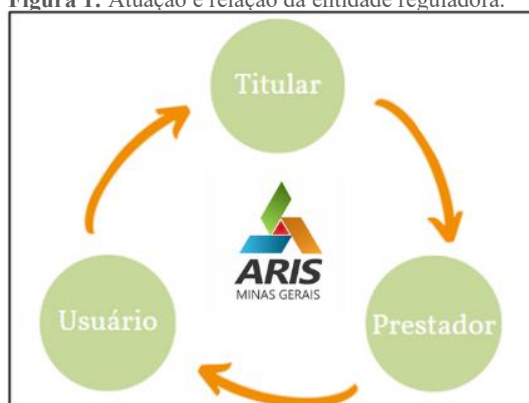 Figura 1: Atuação e relação da entidade reguladora.
Titular
ARIS
MINAS GERAIS
Usuário
Prestador